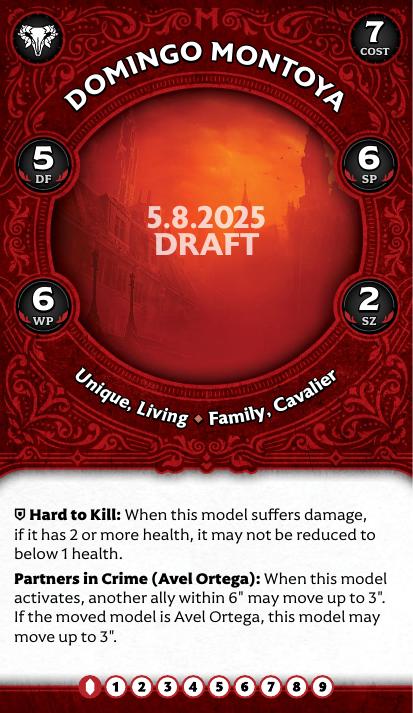 7
COST
DOMINGO MONTOYA
5
DF
6
SP
5.8.2025
DRAFT
6
WP
2
SZ
Unique, Living ◆ Family, Cavalier
Hard to Kill: When this model suffers damage,
if it has 2 or more health, it may not be reduced to
below 1 health.
Partners in Crime (Avel Ortega): When this model
activates, another ally within 6" may move up to 3".
If the moved model is Avel Ortega, this model may
move up to 3".
1 2 3 4 5 6 7 8 9